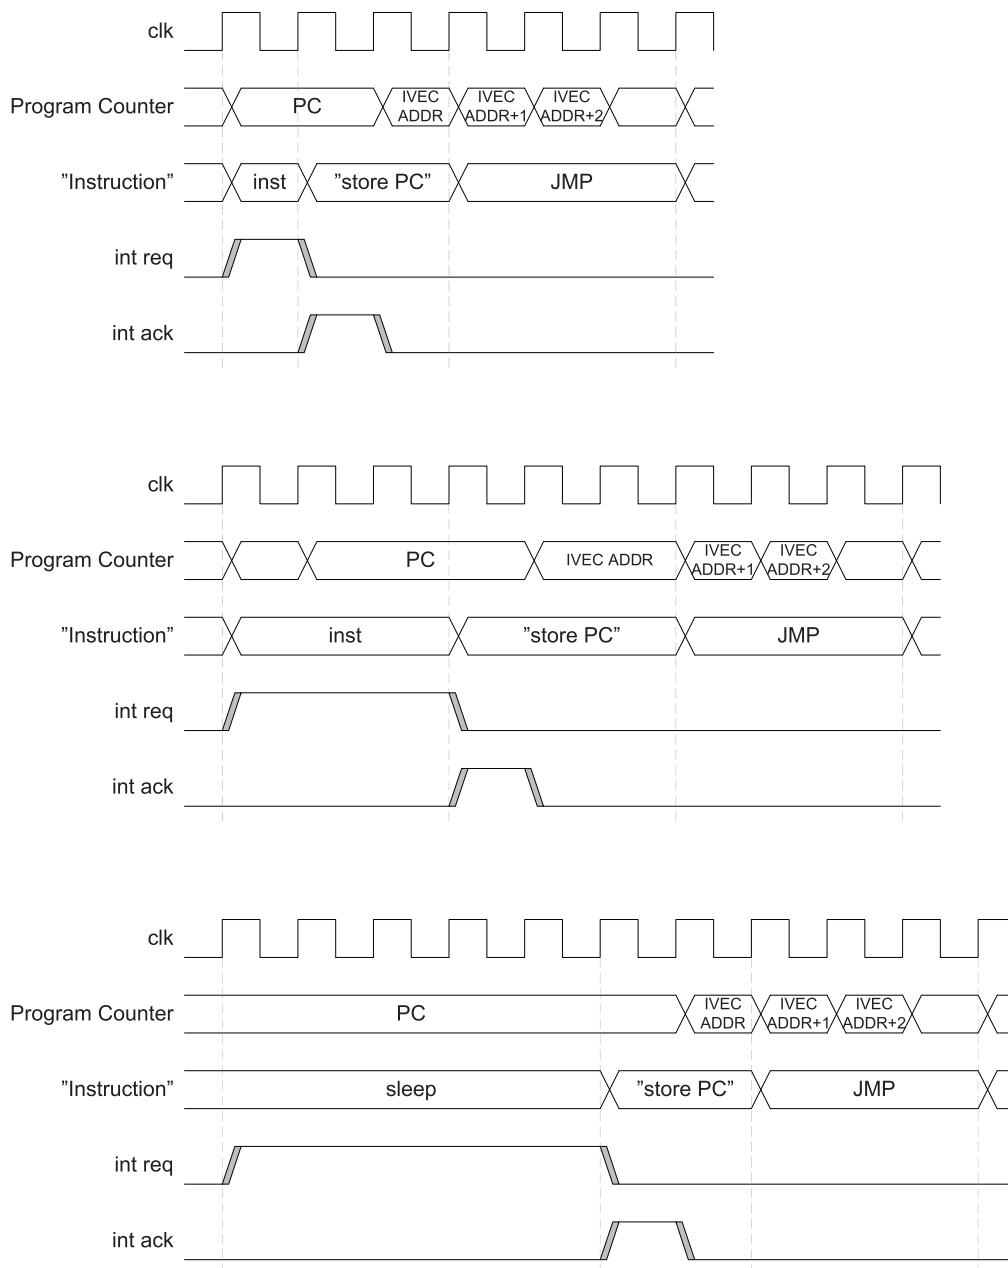 clk
Program Counter
PC
IVEC
ADDR
IVEC
ADDR+1
IVEC
ADDR+2
”Instruction”
inst
”store PC”
JMP
int req
int ack
clk
Program Counter
PC
IVEC ADDR
IVEC
ADDR+1
IVEC
ADDR+2
”Instruction”
inst
”store PC”
JMP
int req
int ack
clk
Program Counter
PC
IVEC
ADDR
IVEC
ADDR+1
IVEC
ADDR+2
”Instruction”
sleep
”store PC”
JMP
int req
int ack